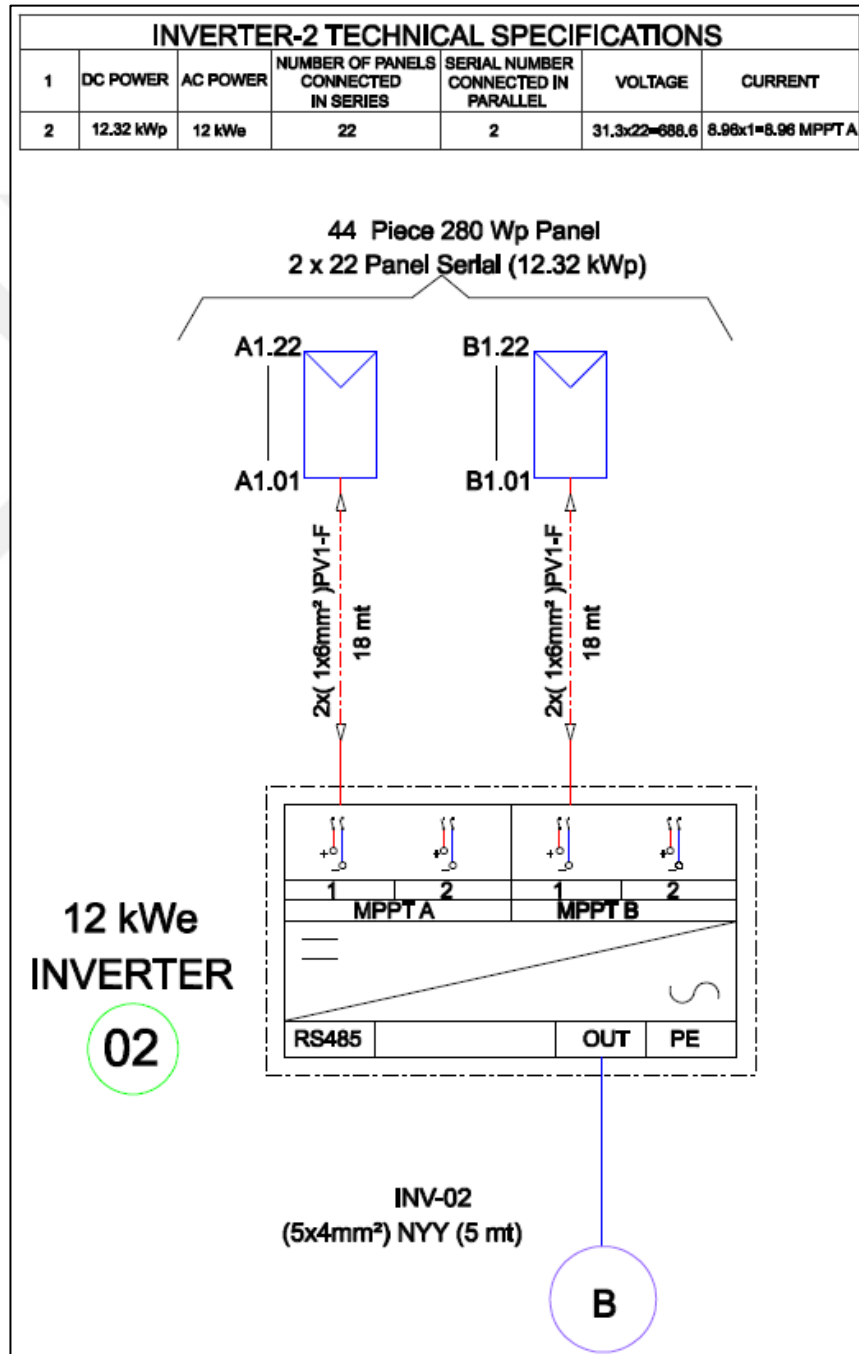 INVERTER-2 TECHNICAL SPECIFICATIONS
1 DC POWER AC POWER NUMBER OF PANELS CONNECTED IN SERIES SERIAL NUMBER CONNECTED IN PARALLEL VOLTAGE CURRENT
2 12.32 kWp 12 kWe 22 2 31.3x22=688.6 8.96x1=8.96 MPPT A
44 Piece 280 Wp Panel
2 x 22 Panel Serial (12.32 kWp)
A1.22 B1.22
A1.01 B1.01
2x( 1x6mm² )PV1-F
18 mt
2x( 1x6mm² )PV1-F
18 mt
+ + + +
- - - -
1 2 1 2
MPPT A MPPT B
12 kWe
INVERTER
02
RS485 OUT PE
INV-02
(5x4mm²) NYY (5 mt)
B